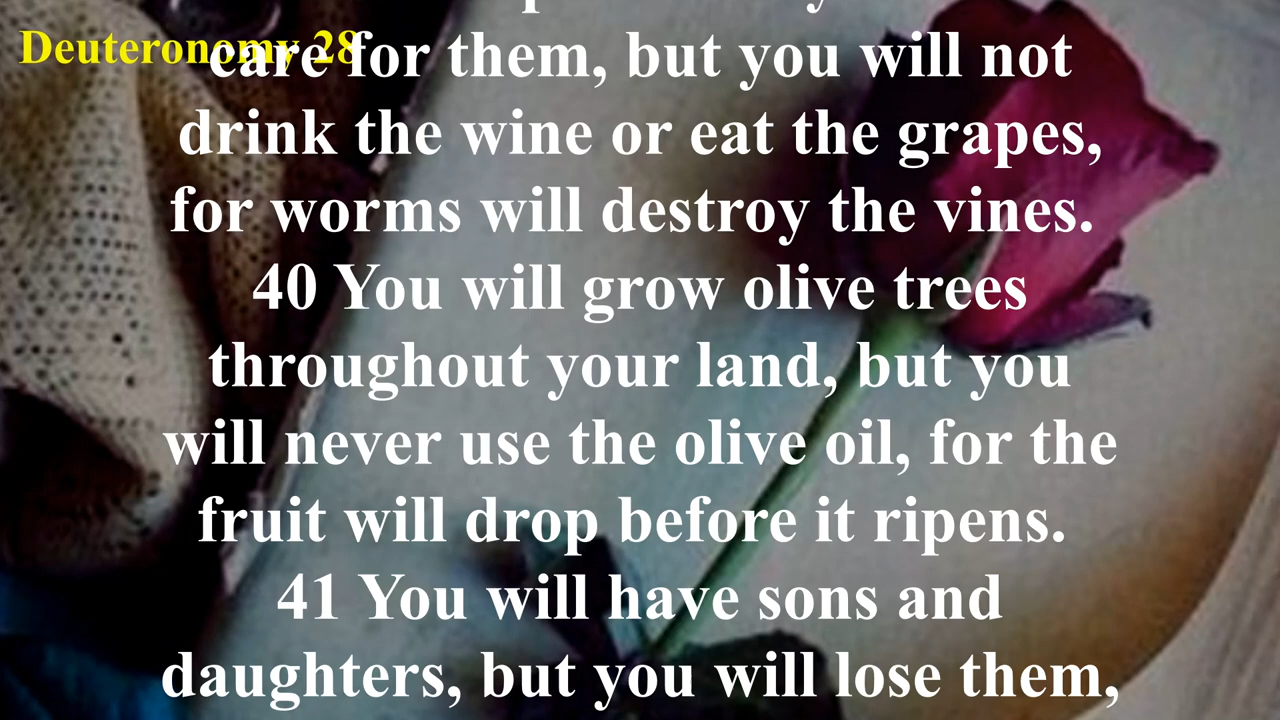 Deuteronomy 28
care for them, but you will not
drink the wine or eat the grapes,
for worms will destroy the vines.
40 You will grow olive trees
throughout your land, but you
will never use the olive oil, for the
fruit will drop before it ripens.
41 You will have sons and
daughters, but you will lose them,